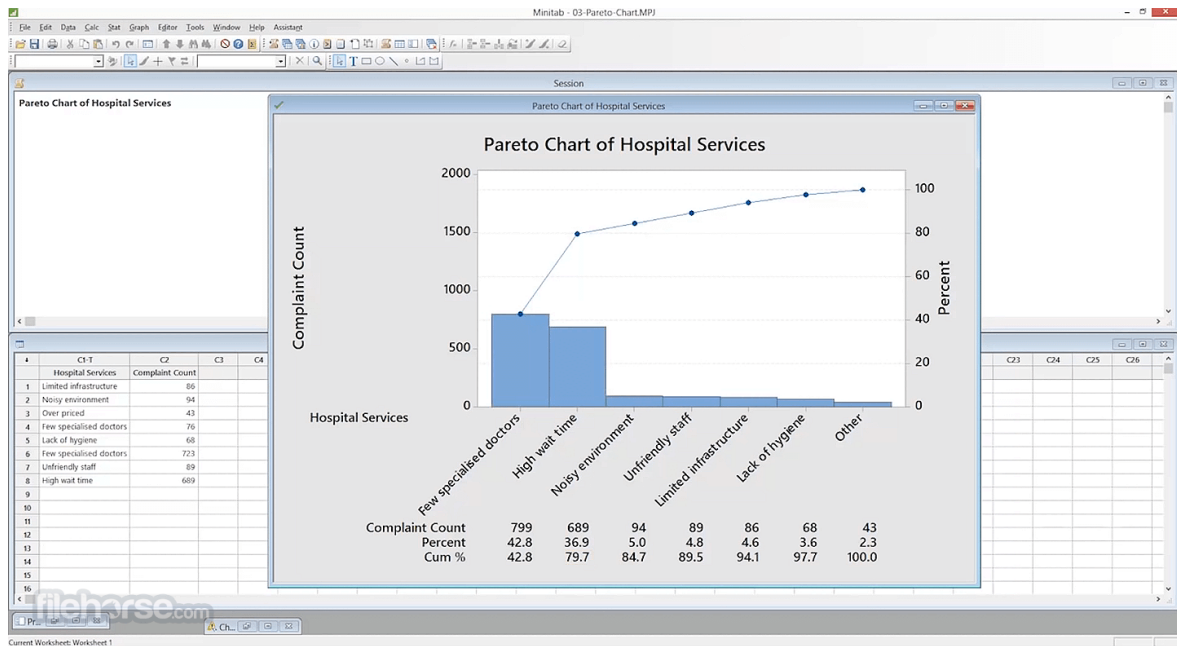 Minitab - 03-Pareto-Chart.MPJ
File Edit Data Calc Stat Graph Editor Tools Window Help Assistant
Session
Pareto Chart of Hospital Services
Pareto Chart of Hospital Services
Pareto Chart of Hospital Services
2000
1500
1000
500
0
Complaint Count
100
80
60
40
20
0
Percent
Hospital Services
Few specialised doctors
High wait time
Noisy environment
Unfriendly staff
Limited infrastructure
Lack of hygiene
Other
Complaint Count 799 689 94 89 86 68 43
Percent 42.8 36.9 5.0 4.8 4.6 3.6 2.3
Cum % 42.8 79.7 84.7 89.5 94.1 97.7 100.0
C1-T C2 C3 C4 C23 C24 C25 C26
Hospital Services Complaint Count
1 Limited infrastructure 86
2 Noisy environment 94
3 Over priced 43
4 Few specialised doctors 76
5 Lack of hygiene 68
6 Few specialised doctors 723
7 Unfriendly staff 89
8 High wait time 689
9
10
11
12
13
14
15
16
filehorse.com
Pr...
Ch...
Current Worksheet: Worksheet 1